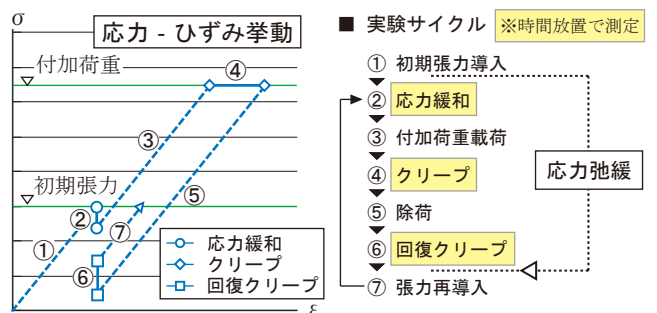 σ
応力 - ひずみ挙動
付加荷重
④
③
初期張力
②
⑤
⑦
①
⑥
応力緩和
クリープ
回復クリープ
ε
■ 実験サイクル
※時間放置で測定
① 初期張力導入
② 応力緩和
③ 付加荷重載荷
④ クリープ
⑤ 除荷
⑥ 回復クリープ
⑦ 張力再導入
応力弛緩